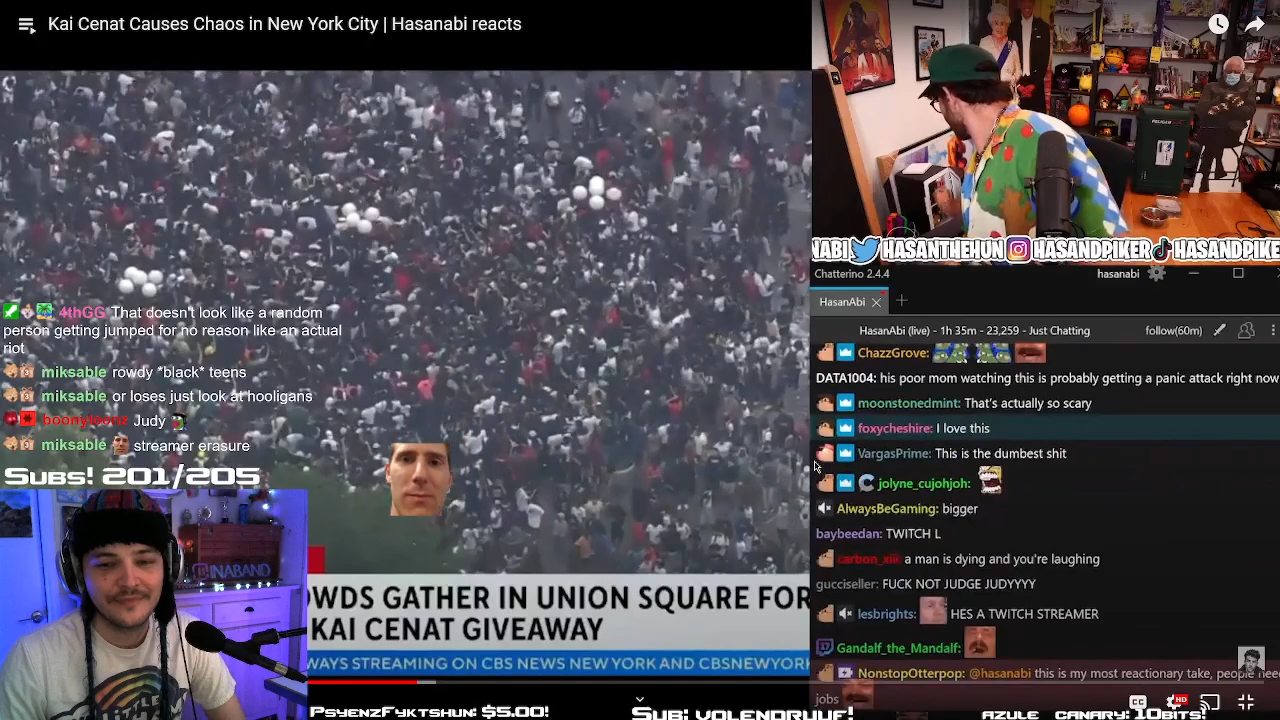 Kai Cenat Causes Chaos in New York City | Hasanabi reacts
HASANTHEHUN HASANDPIKER HASANDPIKE
Chatterino 2.4.4
hasanabi
HasanAbi
HasanAbi (live) - 1h 35m - 23,259 - Just Chatting
follow(60m)
ChazzGrove:
DATA1004: his poor mom watching this is probably getting a panic attack right now
moonstonedmint: That's actually so scary
foxycheshire: I love this
VargasPrime: This is the dumbest shit
jolyne_cujohjoh:
AlwaysBeGaming: bigger
baybeedan: TWITCH L
carbon_xiii: a man is dying and you're laughing
gucciseller: FUCK NOT JUDGE JUDYYYY
lesbrights: HES A TWITCH STREAMER
Gandalf_the_Mandalf:
NonstopOtterpop: @hasanabi this is my most reactionary take, people nee
jobs
4thGG That doesn't look like a random
person getting jumped for no reason like an actual
riot
miksable rowdy *black* teens
miksable or loses just look at hooligans
boonyloonz Judy
miksable streamer erasure
Subs! 201/205
INABAND
OWDS GATHER IN UNION SQUARE FOR
KAI CENAT GIVEAWAY
WAYS STREAMING ON CBS NEWS NEW YORK AND CBSNEWYORK
PsyenzFyktshun: $5.00!
Sub: volendruuf!
CC
HD